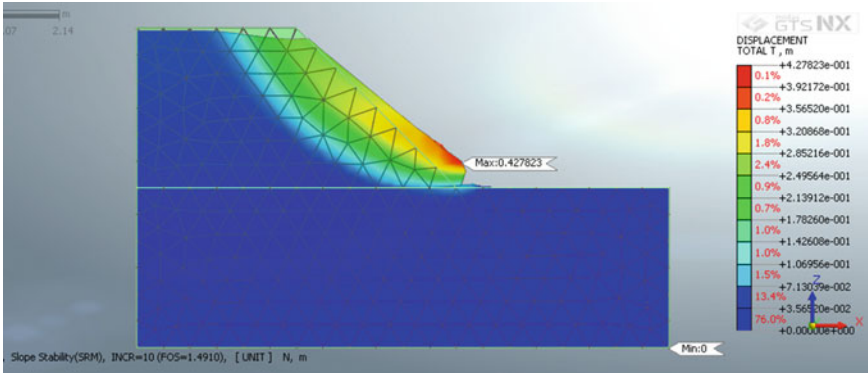 m
.07 2.14
GTS NX
DISPLACEMENT
TOTAL T , m
+4.27823e-001
0.1%
+3.92172e-001
0.2%
+3.56520e-001
0.8%
+3.20868e-001
1.8%
+2.85216e-001
2.4%
+2.49564e-001
0.9%
+2.13912e-001
0.7%
+1.78260e-001
1.0%
+1.42608e-001
1.0%
+1.06956e-001
1.5%
+7.13039e-002
13.4%
+3.56520e-002
76.0%
+0.00000e+000
Z
X
Max:0.427823
Min:0
, Slope Stability(SRM), INCR=10 (FOS=1.4910), [ UNIT ] N, m